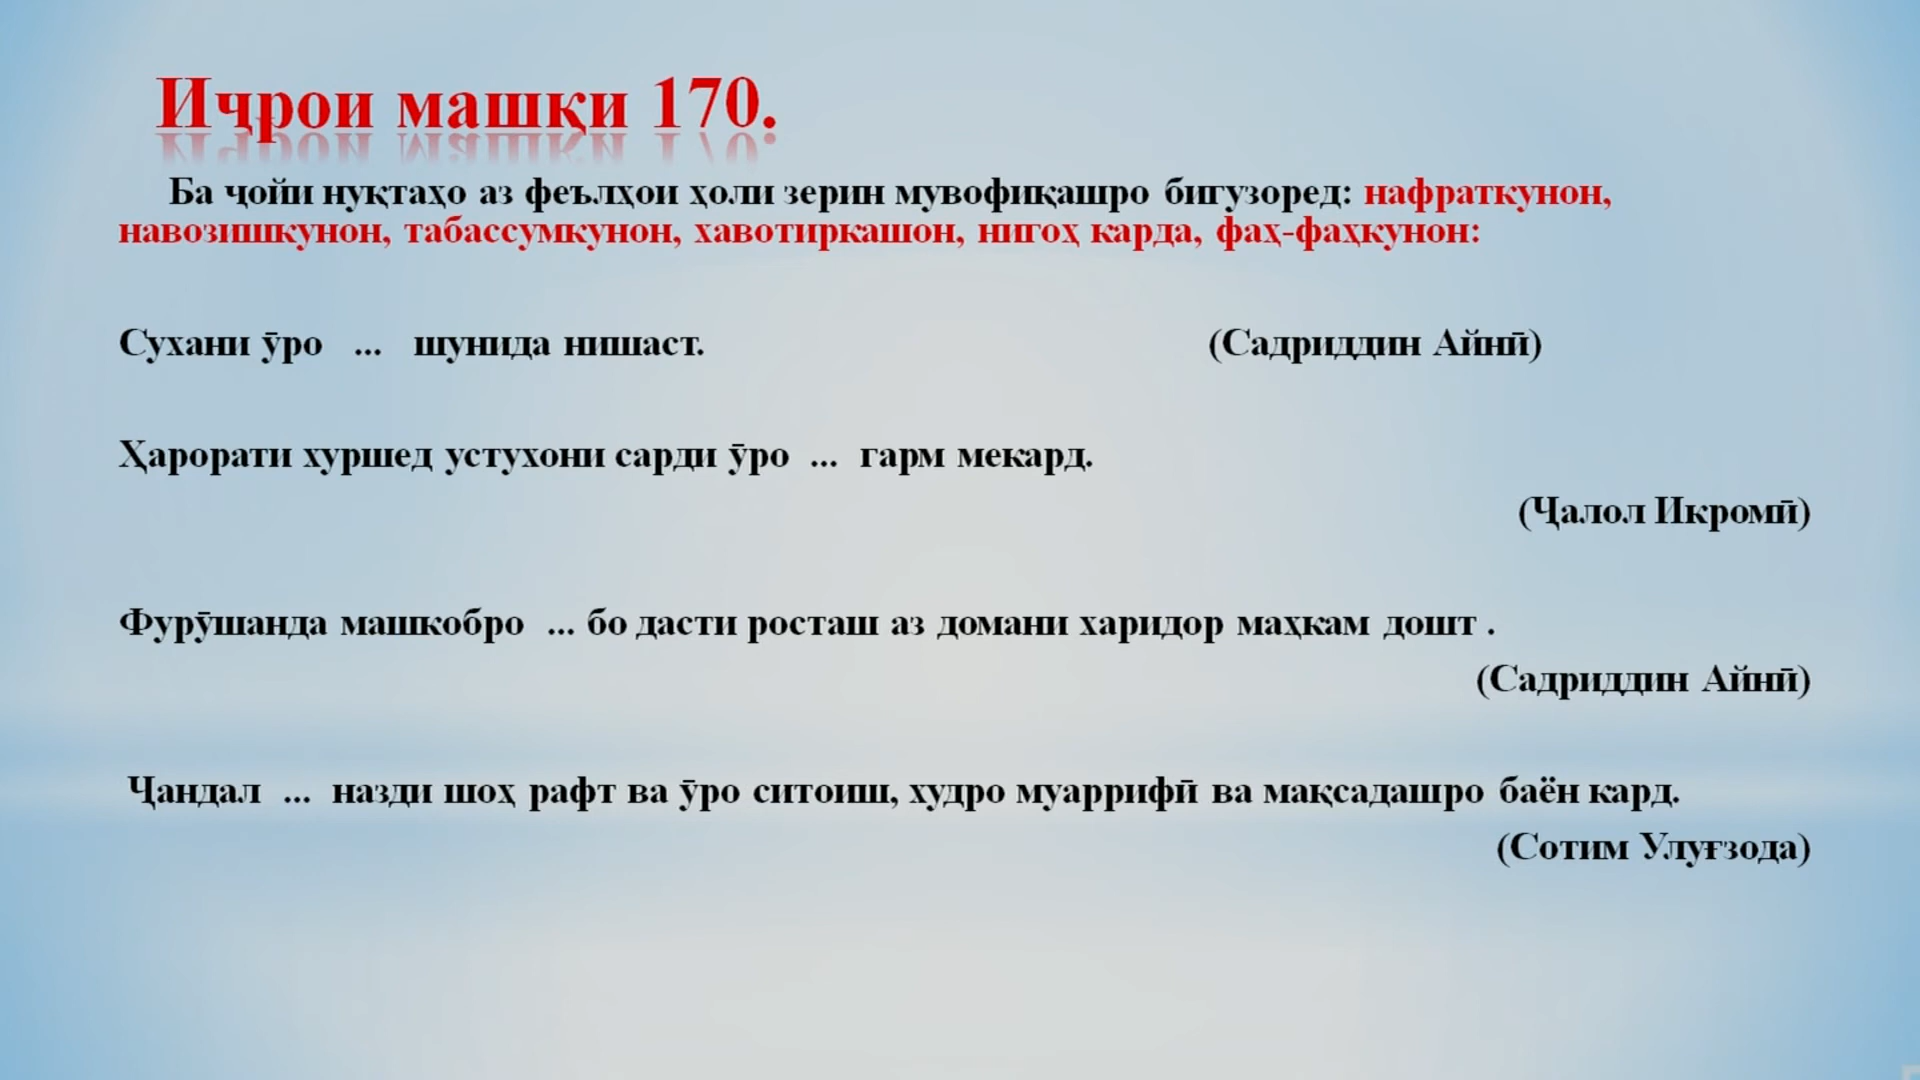 Иҷрои машқи 170.
Ба ҷойи нуқтаҳо аз феълҳои ҳоли зерин мувофиқашро бигузоред: нафраткунон,
навозишкунон, табассумкунон, хавотиркашон, нигоҳ карда, фаҳ-фаҳкунон:
Сухани ӯро ... шунида нишаст. (Садриддин Айнӣ)
Ҳарорати хуршед устухони сарди ӯро ... гарм мекард.
(Ҷалол Икромӣ)
Фурӯшанда машкобро ... бо дасти росташ аз домани харидор маҳкам дошт .
(Садриддин Айнӣ)
Ҷандал ... назди шоҳ рафт ва ӯро ситоиш, худро муаррифӣ ва мақсадашро баён кард.
(Сотим Улуғзода)